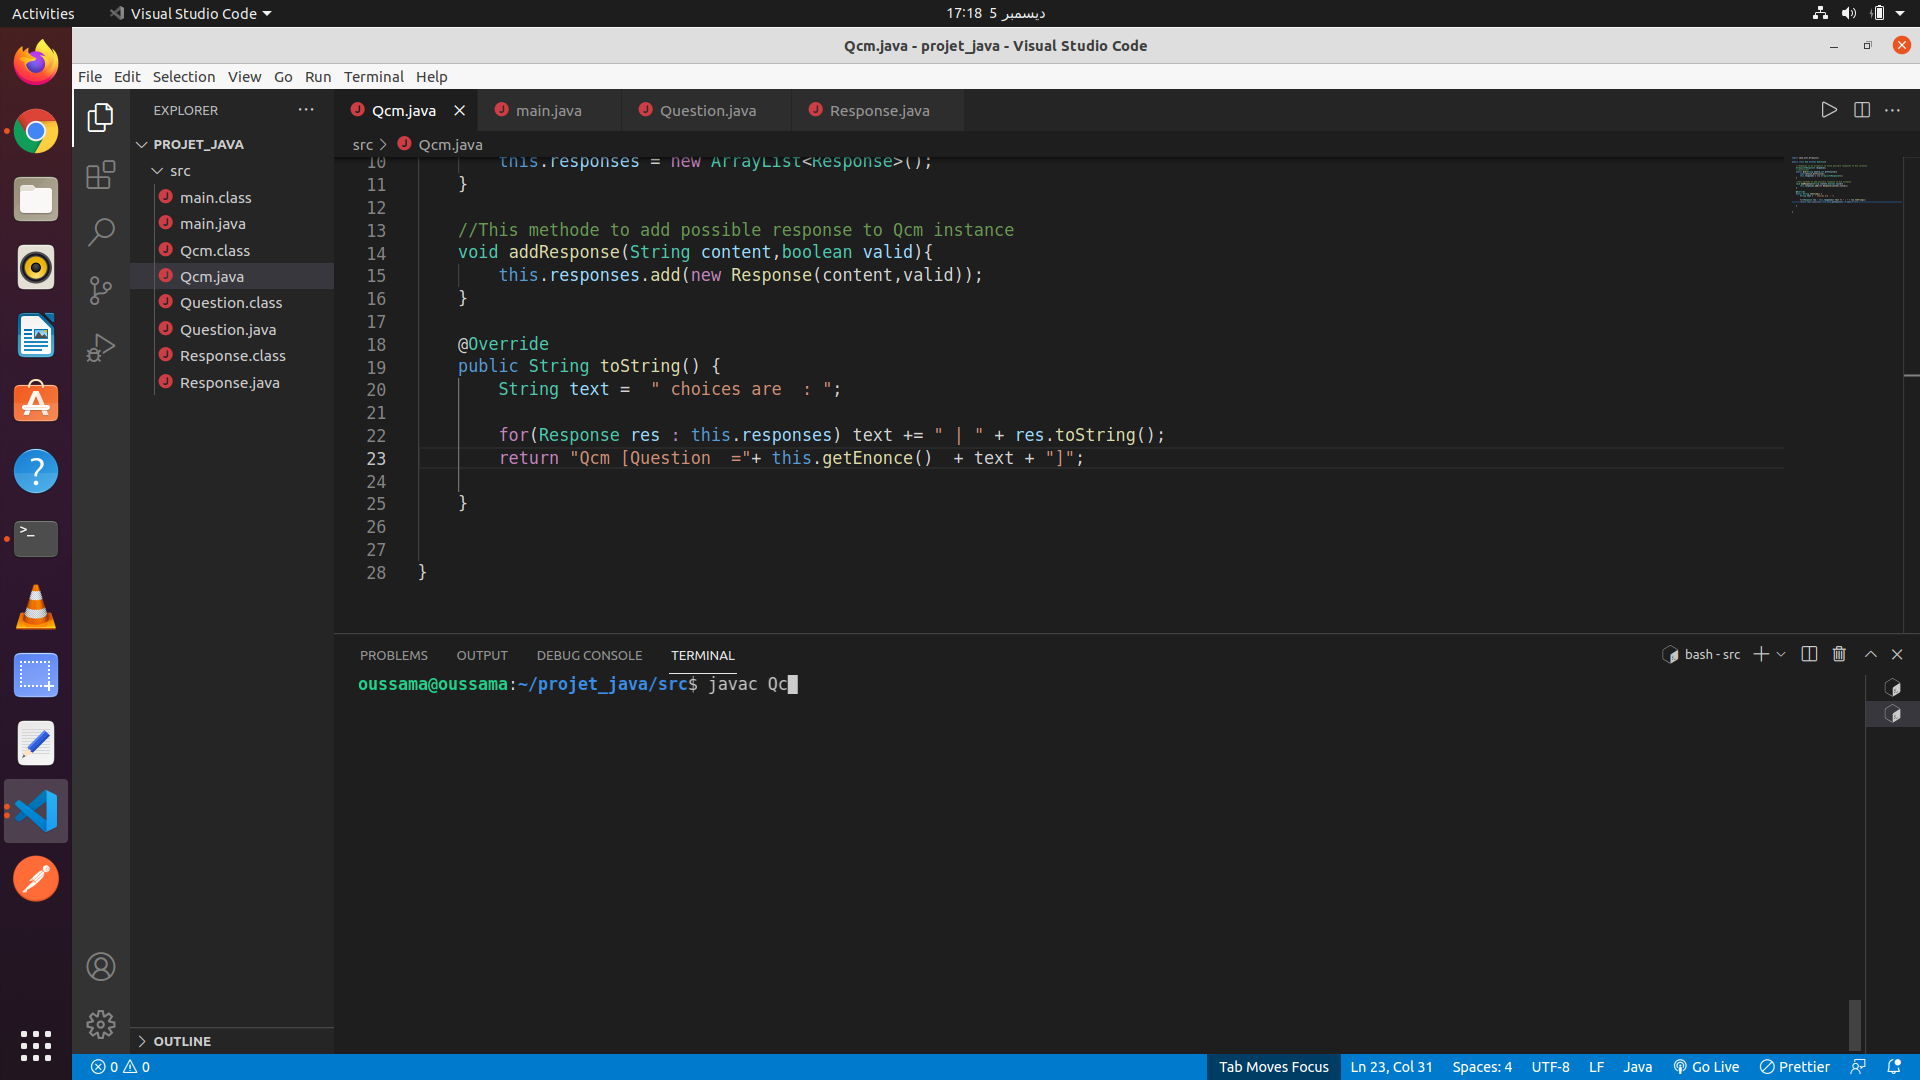 Activities
Visual Studio Code
17:18 5 ديسمبر
Qcm.java - projet_java - Visual Studio Code
File Edit Selection View Go Run Terminal Help
EXPLORER
Qcm.java
main.java
Question.java
Response.java
src
Qcm.java
PROJET_JAVA
src
main.class
main.java
Qcm.class
Qcm.java
Question.class
Question.java
Response.class
Response.java
10 this.responses = new ArrayList<Response>();
11 }
12
13 //This methode to add possible response to Qcm instance
14 void addResponse(String content,boolean valid){
15 this.responses.add(new Response(content,valid));
16 }
17
18 @Override
19 public String toString() {
20 String text =  " choices are  : ";
21
22 for(Response res : this.responses) text += " | " + res.toString();
23 return "Qcm [Question  ="+ this.getEnonce()  + text + "]";
24
25 }
26
27
28 }
PROBLEMS OUTPUT DEBUG CONSOLE TERMINAL
bash - src
oussama@oussama:~/projet_java/src$ javac Qc
OUTLINE
0 0
Tab Moves Focus
Ln 23, Col 31
Spaces: 4
UTF-8
LF
Java
Go Live
Prettier